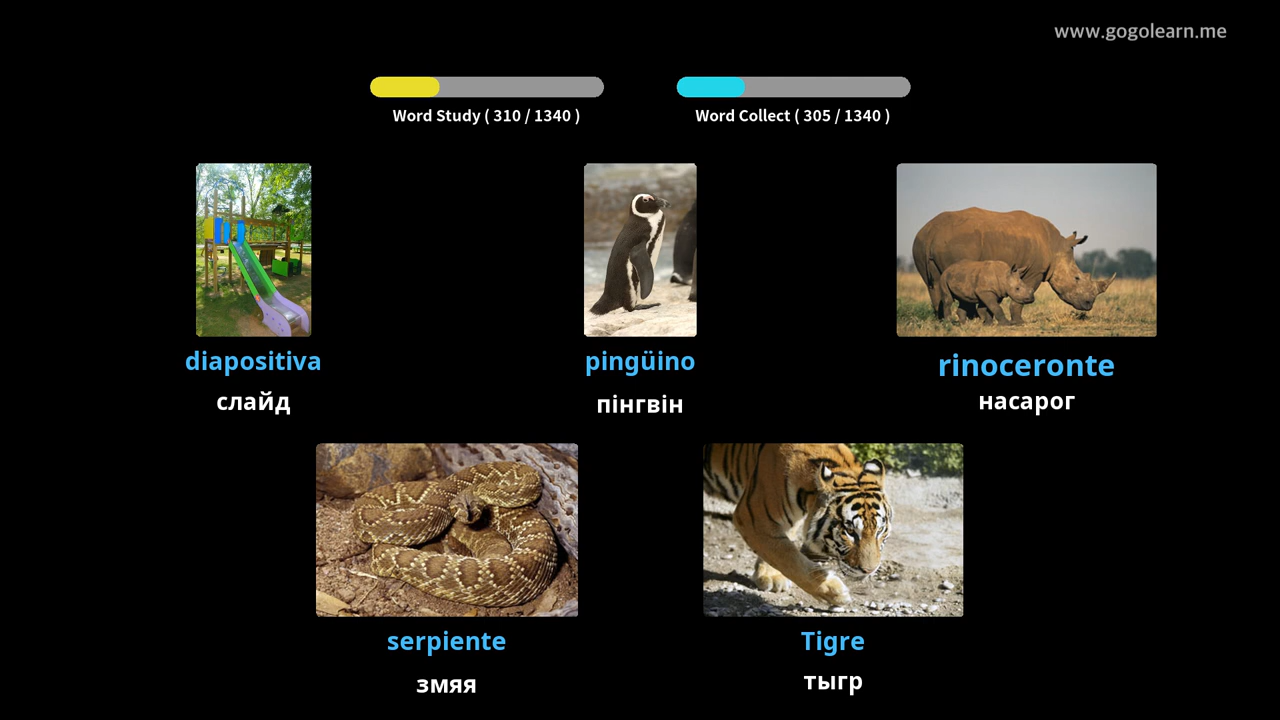 www.gogolearn.me
Word Study ( 310 / 1340 )
Word Collect ( 305 / 1340 )
diapositiva
слайд
pingüino
пінгвін
rinoceronte
насарог
serpiente
змяя
Tigre
тыгр